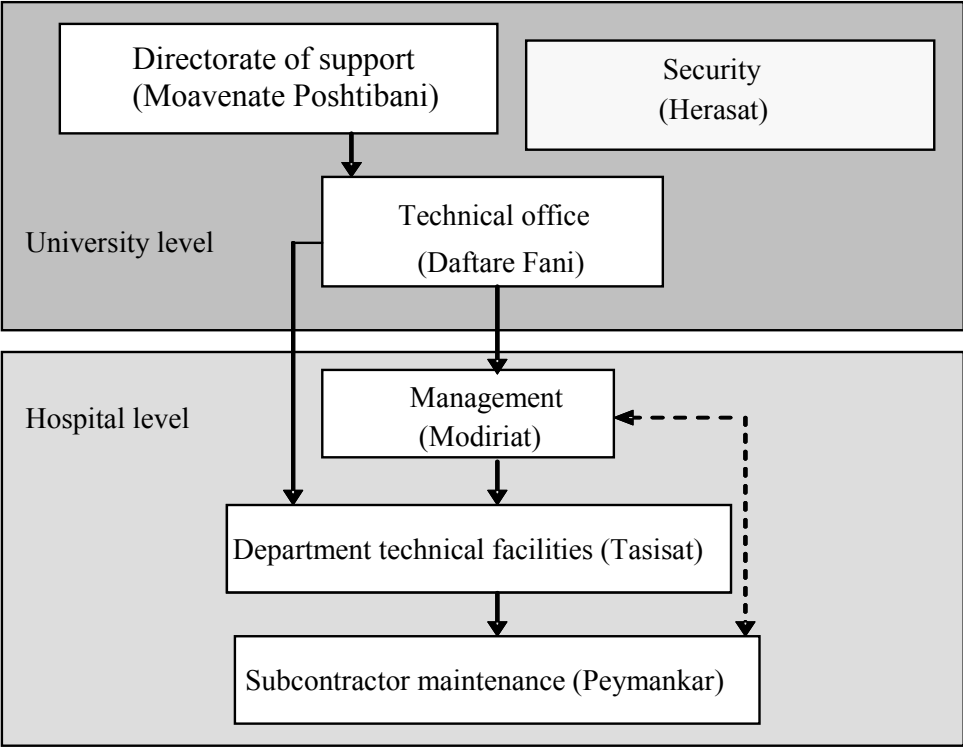 Directorate of support
(Moavenate Poshtibani)
Security
(Herasat)
Technical office
(Daftare Fani)
University level
Management
(Modiriat)
Hospital level
Department technical facilities (Tasisat)
Subcontractor maintenance (Peymankar)